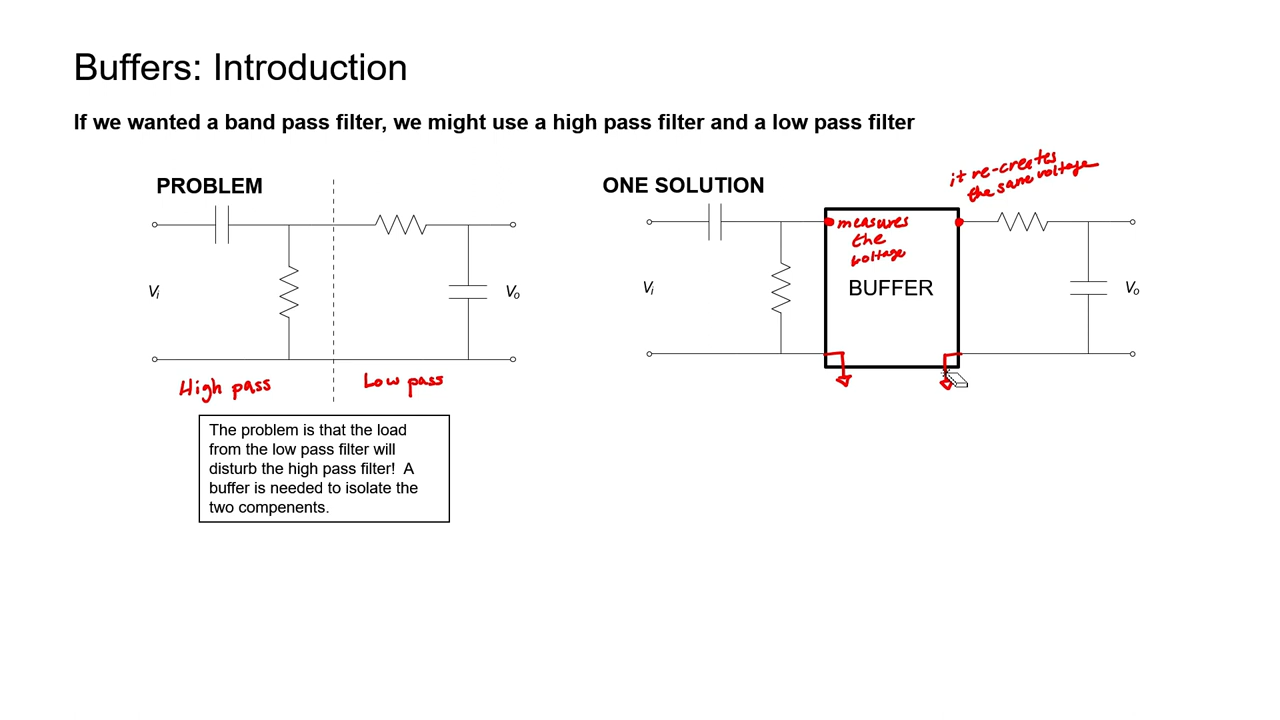 Buffers: Introduction
If we wanted a band pass filter, we might use a high pass filter and a low pass filter
PROBLEM
Vi
Vo
High pass
Low pass
The problem is that the load
from the low pass filter will
disturb the high pass filter! A
buffer is needed to isolate the
two compenents.
ONE SOLUTION
it re-creates
the same voltage
measures
the
voltage
Vi
BUFFER
Vo